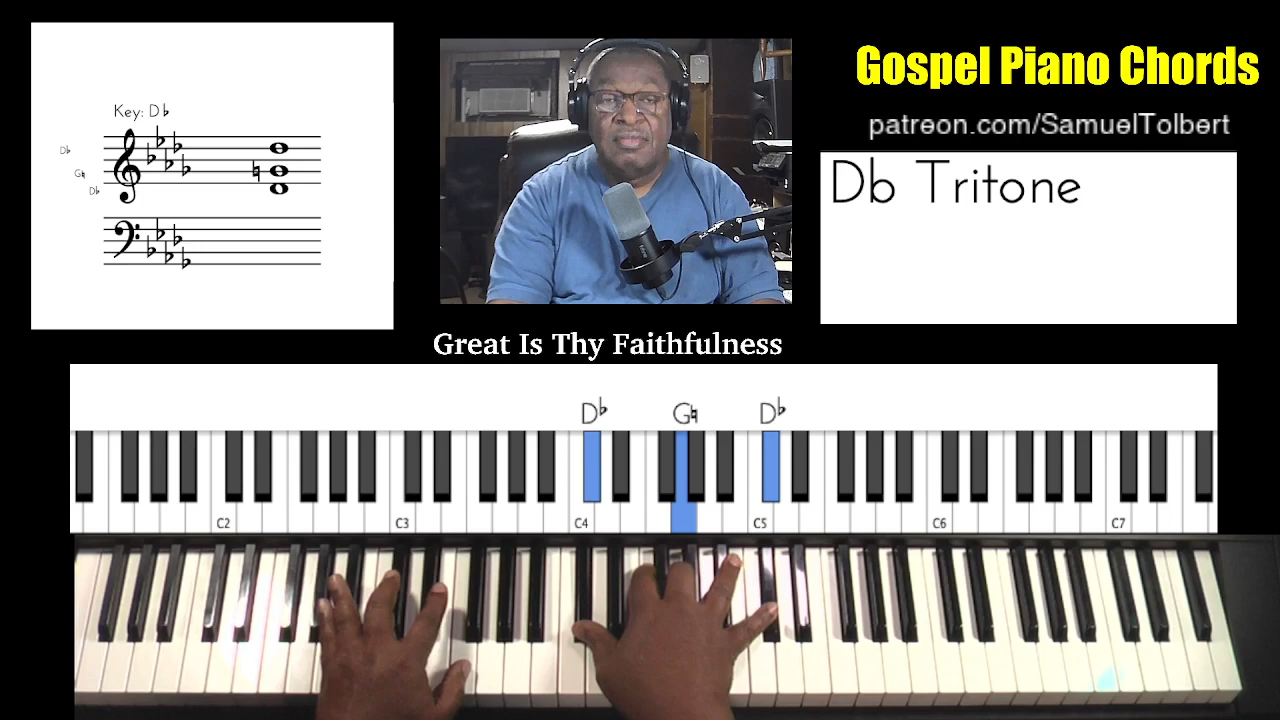 Gospel Piano Chords
patreon.com/SamuelTolbert
Key: D♭
D♭
G♮
D♭
Db Tritone
Great Is Thy Faithfulness
D♭ G♮ D♭
C2 C3 C4 C5 C6 C7